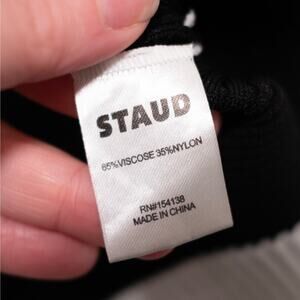 STAUD
65%VISCOSE 35%NYLON
RN#154138
MADE IN CHINA